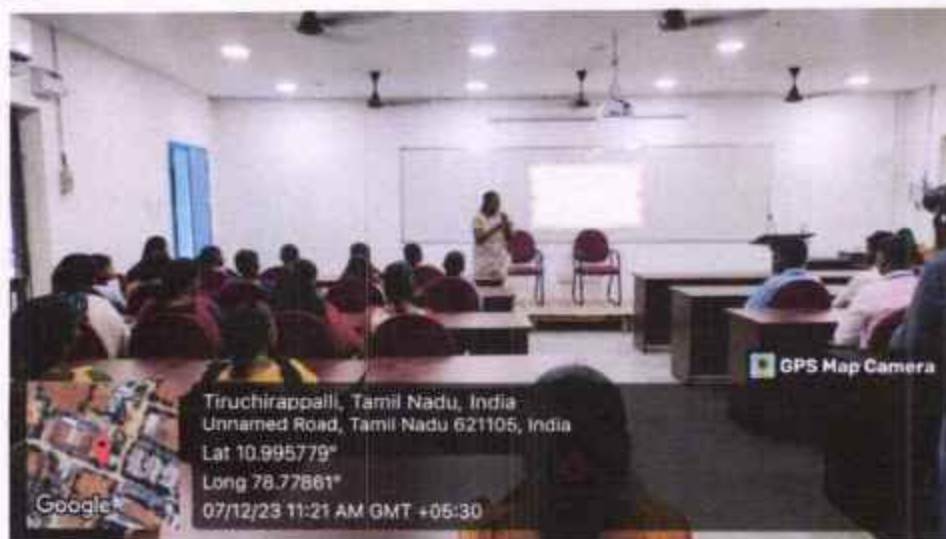 GPS Map Camera
Tiruchirappalli, Tamil Nadu, India
Unnamed Road, Tamil Nadu 621105, India
Lat 10.995779°
Long 78.77861°
07/12/23 11:21 AM GMT +05:30
Google